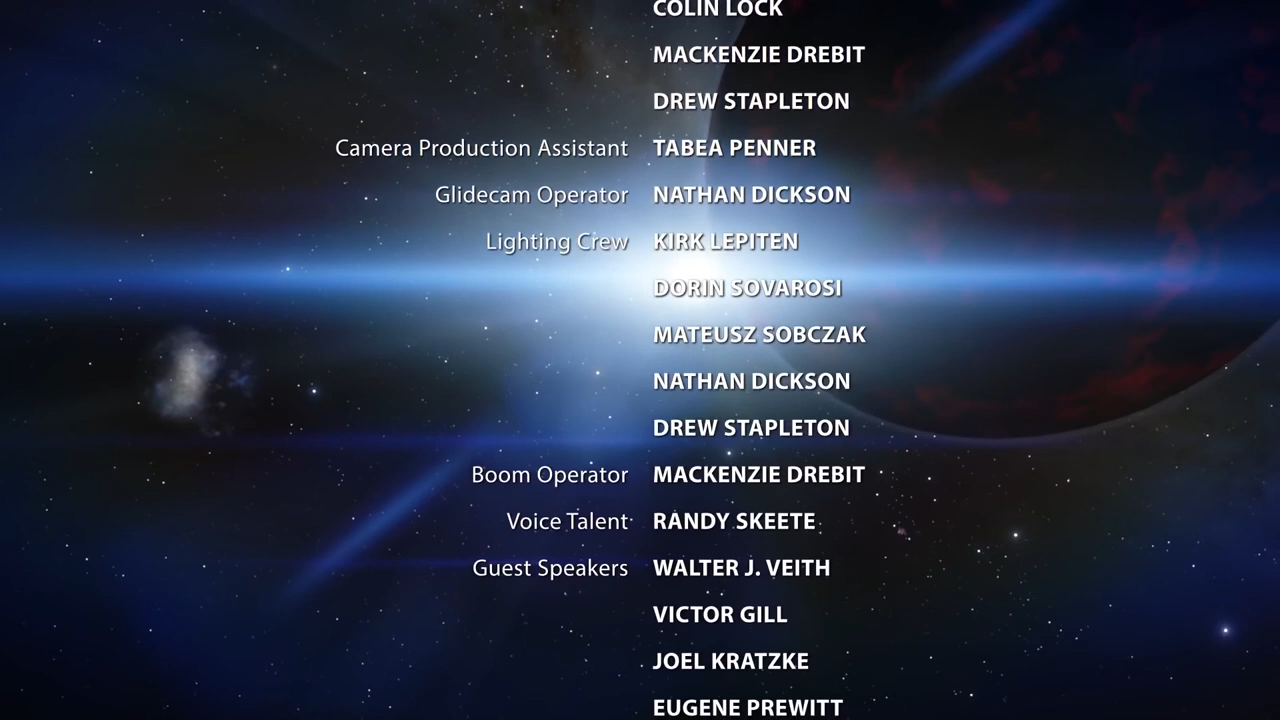 COLIN LOCK
MACKENZIE DREBIT
DREW STAPLETON
Camera Production Assistant TABEA PENNER
Glidecam Operator NATHAN DICKSON
Lighting Crew KIRK LEPITEN
DORIN SOVAROSI
MATEUSZ SOBCZAK
NATHAN DICKSON
DREW STAPLETON
Boom Operator MACKENZIE DREBIT
Voice Talent RANDY SKEETE
Guest Speakers WALTER J. VEITH
VICTOR GILL
JOEL KRATZKE
EUGENE PREWITT